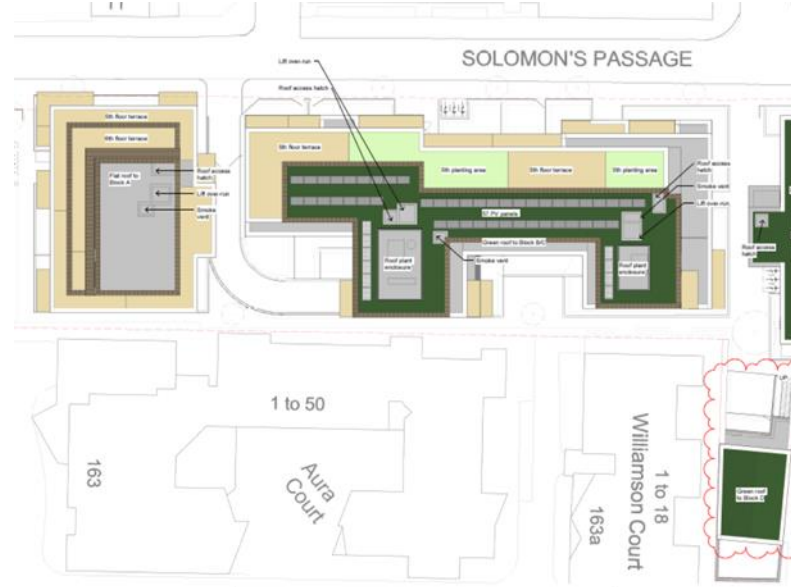 SOLOMON'S PASSAGE
Lift over-run
Roof access hatch
5th floor terrace
6th floor terrace
Flat roof to
Block A
Roof access
hatch
Lift over-run
Smoke
vent
5th floor terrace
5th planting area
5th floor terrace
5th planting area
Roof access
hatch
Smoke vent
Lift over-run
57 PV panels
Green roof to Block B/C
Roof plant
enclosure
Smoke vent
Roof plant
enclosure
Roof access
hatch
1 to 50
163
Aura
Court
1 to 18
Williamson Court
163a
UP
Green roof
to Block D